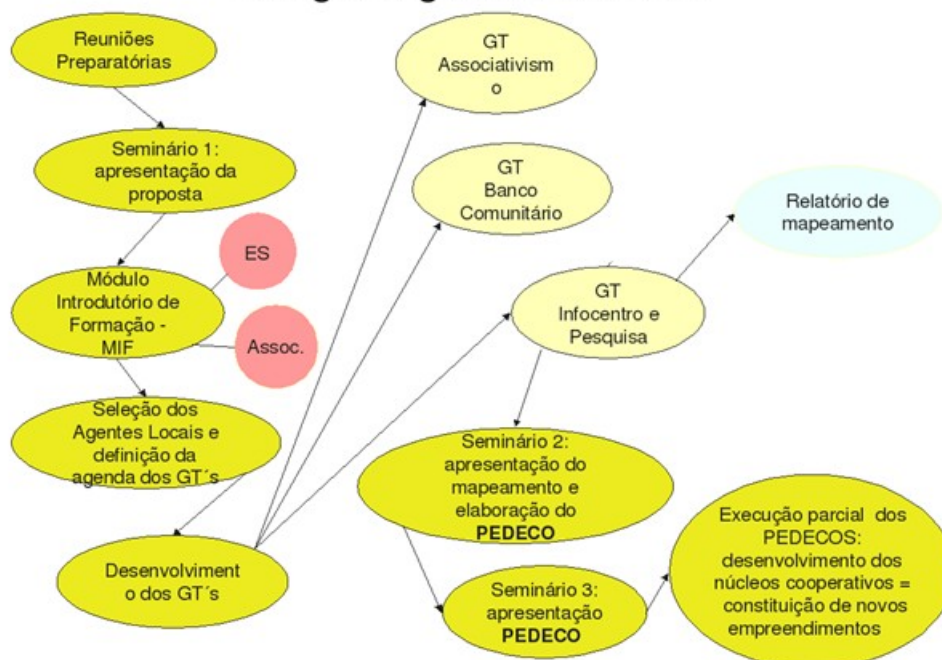 Reuniões
Preparatórias
Seminário 1:
apresentação da
proposta
Módulo
Introdutório de
Formação -
MIF
ES
Assoc.
Seleção dos
Agentes Locais e
definição da
agenda dos GT´s
Desenvolviment
o dos GT´s
GT
Associativism
o
GT
Banco
Comunitário
GT
Infocentro e
Pesquisa
Relatório de
mapeamento
Seminário 2:
apresentação do
mapeamento e
elaboração do
PEDECO
Seminário 3:
apresentação
PEDECO
Execução parcial dos
PEDECOS:
desenvolvimento dos
núcleos cooperativos =
constituição de novos
empreendimentos